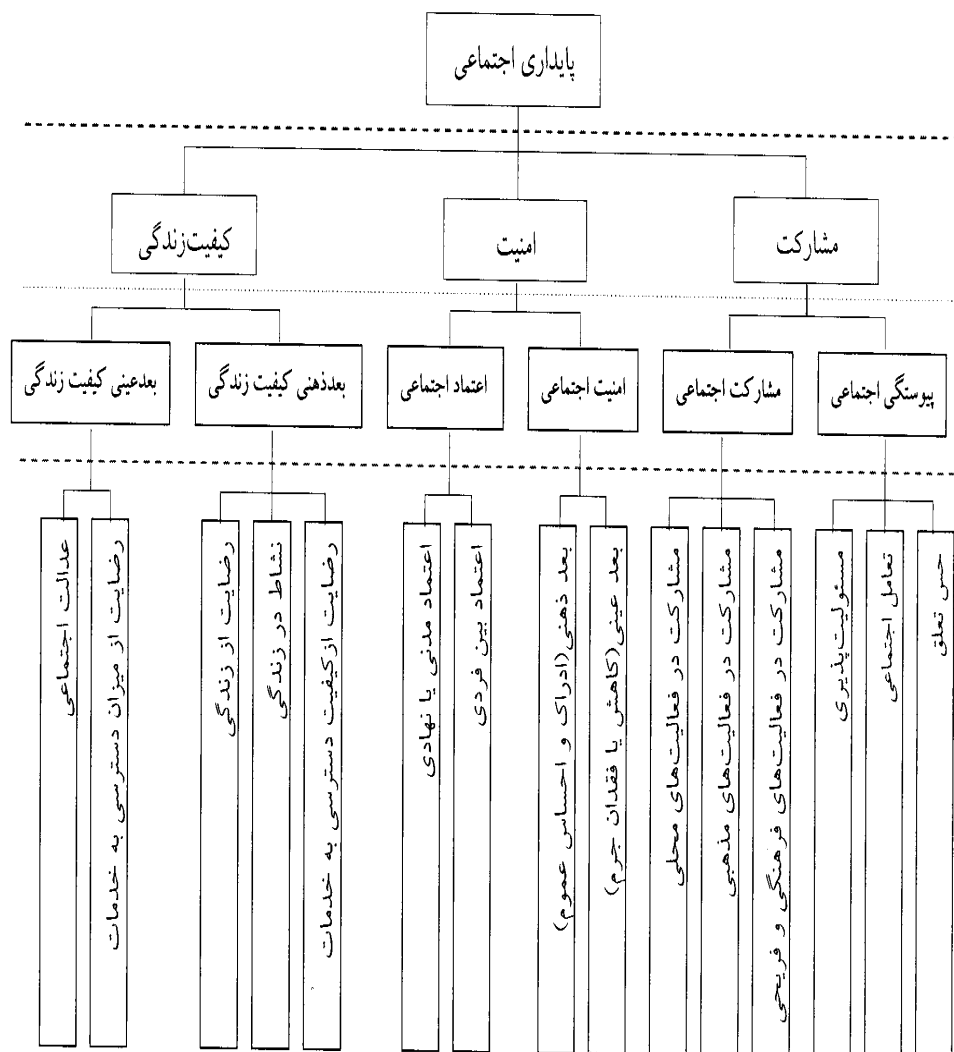 پایداری اجتماعی
مشارکت
امنیت
کیفیت‌زندگی
پیوستگی اجتماعی
مشارکت اجتماعی
امنیت اجتماعی
اعتماد اجتماعی
بعدذهنی کیفیت زندگی
بعدعینی کیفیت زندگی
حس تعلق
تعامل اجتماعی
مسئولیت‌پذیری
مشارکت در فعالیت‌های فرهنگی و فریحی
مشارکت در فعالیت‌های مذهبی
مشارکت در فعالیت‌های محلی
بعد عینی(کاهش یا فقدان جرم)
بعد ذهنی(ادراک و احساس عموم)
اعتماد بین فردی
اعتماد مدنی یا نهادی
رضایت ازکیفیت دسترسی به خدمات
نشاط در زندگی
رضایت از زندگی
رضایت از میزان دسترسی به خدمات
عدالت اجتماعی